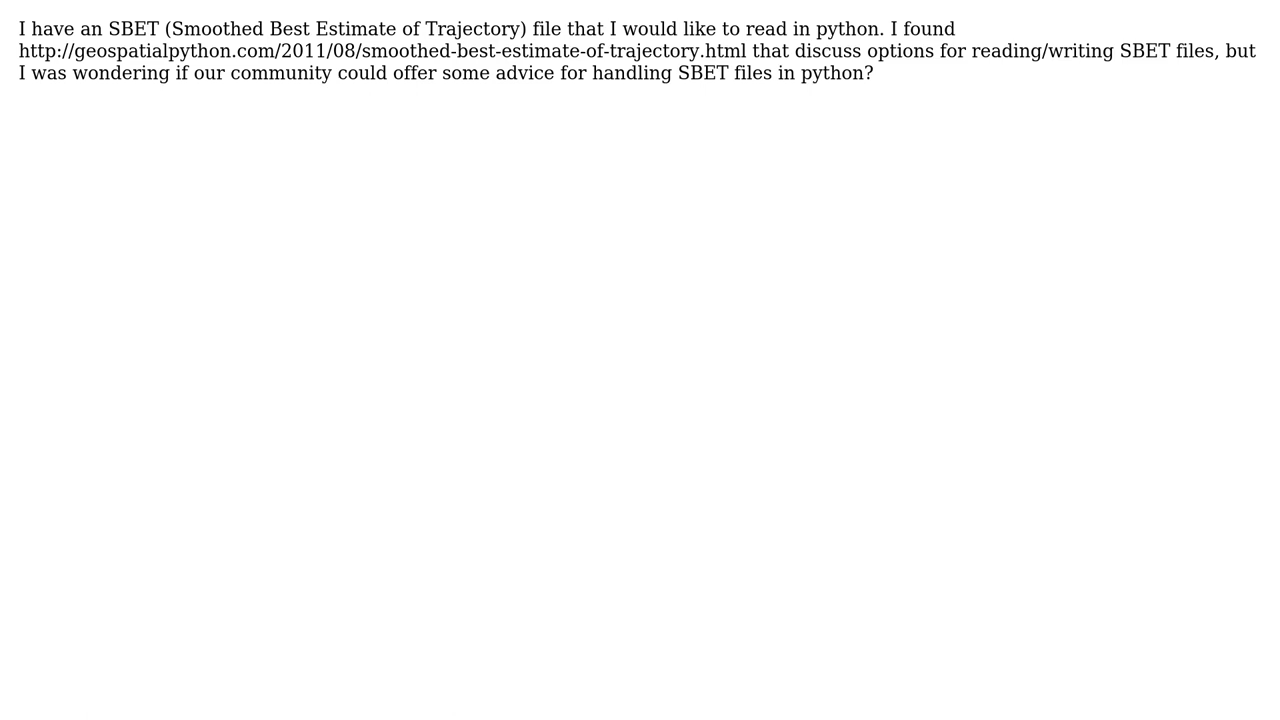 I have an SBET (Smoothed Best Estimate of Trajectory) file that I would like to read in python. I found
http://geospatialpython.com/2011/08/smoothed-best-estimate-of-trajectory.html that discuss options for reading/writing SBET files, but
I was wondering if our community could offer some advice for handling SBET files in python?